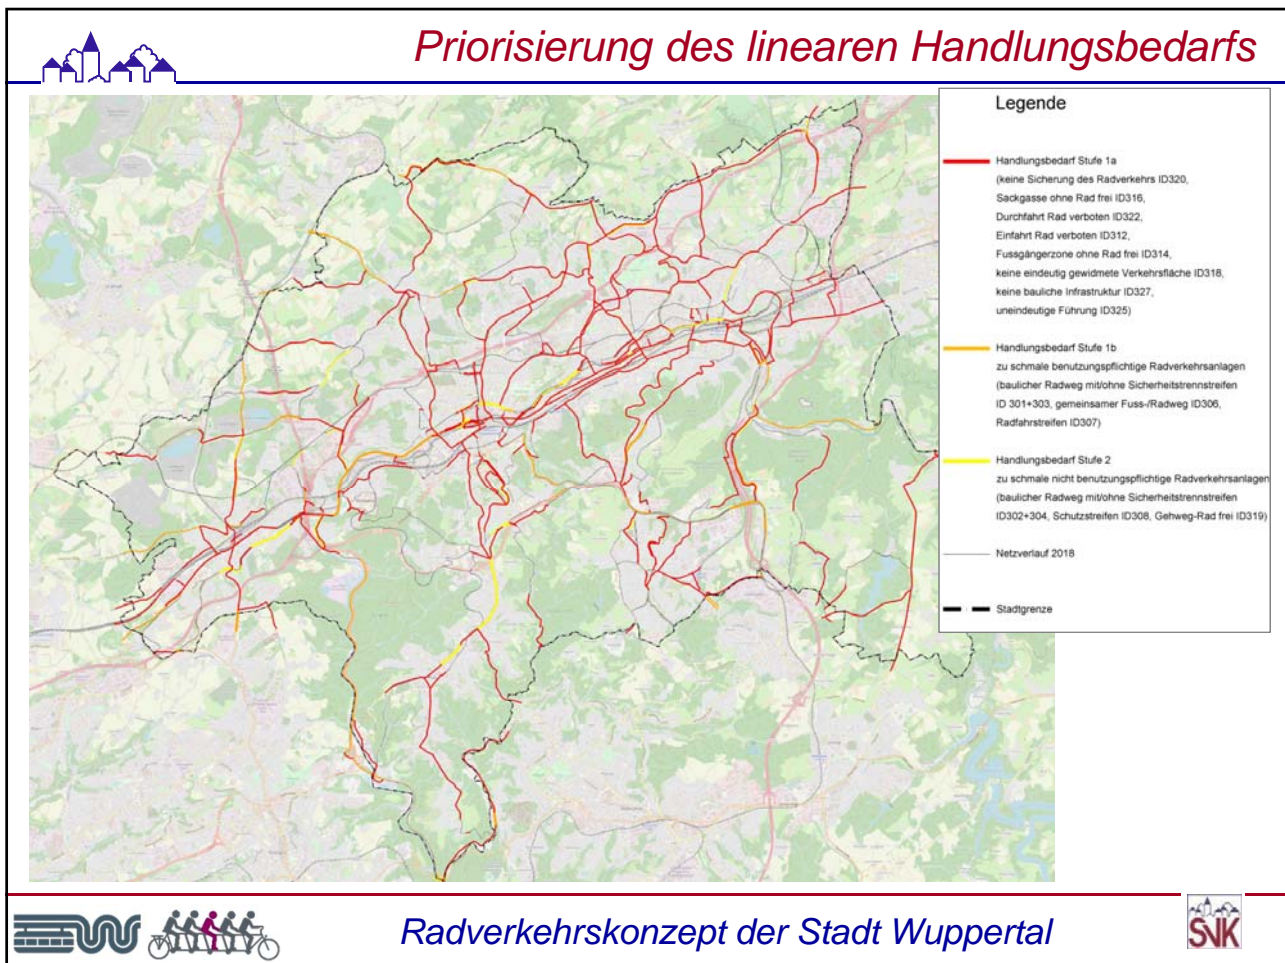 Priorisierung des linearen Handlungsbedarfs
Legende
Handlungsbedarf Stufe 1a
(keine Sicherung des Radverkehrs ID320,
Sackgasse ohne Rad frei ID316,
Durchfahrt Rad verboten ID322,
Einfahrt Rad verboten ID312,
Fussgängerzone ohne Rad frei ID314,
keine eindeutig gewidmete Verkehrsfläche ID318,
keine bauliche Infrastruktur ID327,
uneindeutige Führung ID325)
Handlungsbedarf Stufe 1b
zu schmale benutzungspflichtige Radverkehrsanlagen
(baulicher Radweg mit/ohne Sicherheitstrennstreifen
ID 301+303, gemeinsamer Fuss-/Radweg ID306,
Radfahrstreifen ID307)
Handlungsbedarf Stufe 2
zu schmale nicht benutzungspflichtige Radverkehrsanlagen
(baulicher Radweg mit/ohne Sicherheitstrennstreifen
ID302+304, Schutzstreifen ID308, Gehweg-Rad frei ID319)
Netzverlauf 2018
Stadtgrenze
Radverkehrskonzept der Stadt Wuppertal
SVK